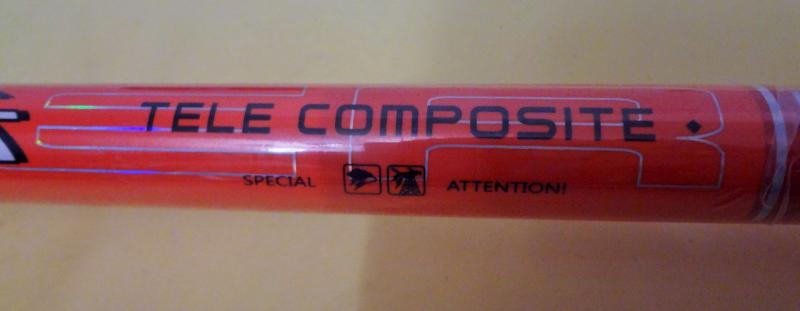 TELE COMPOSITE
SPECIAL ATTENTION!